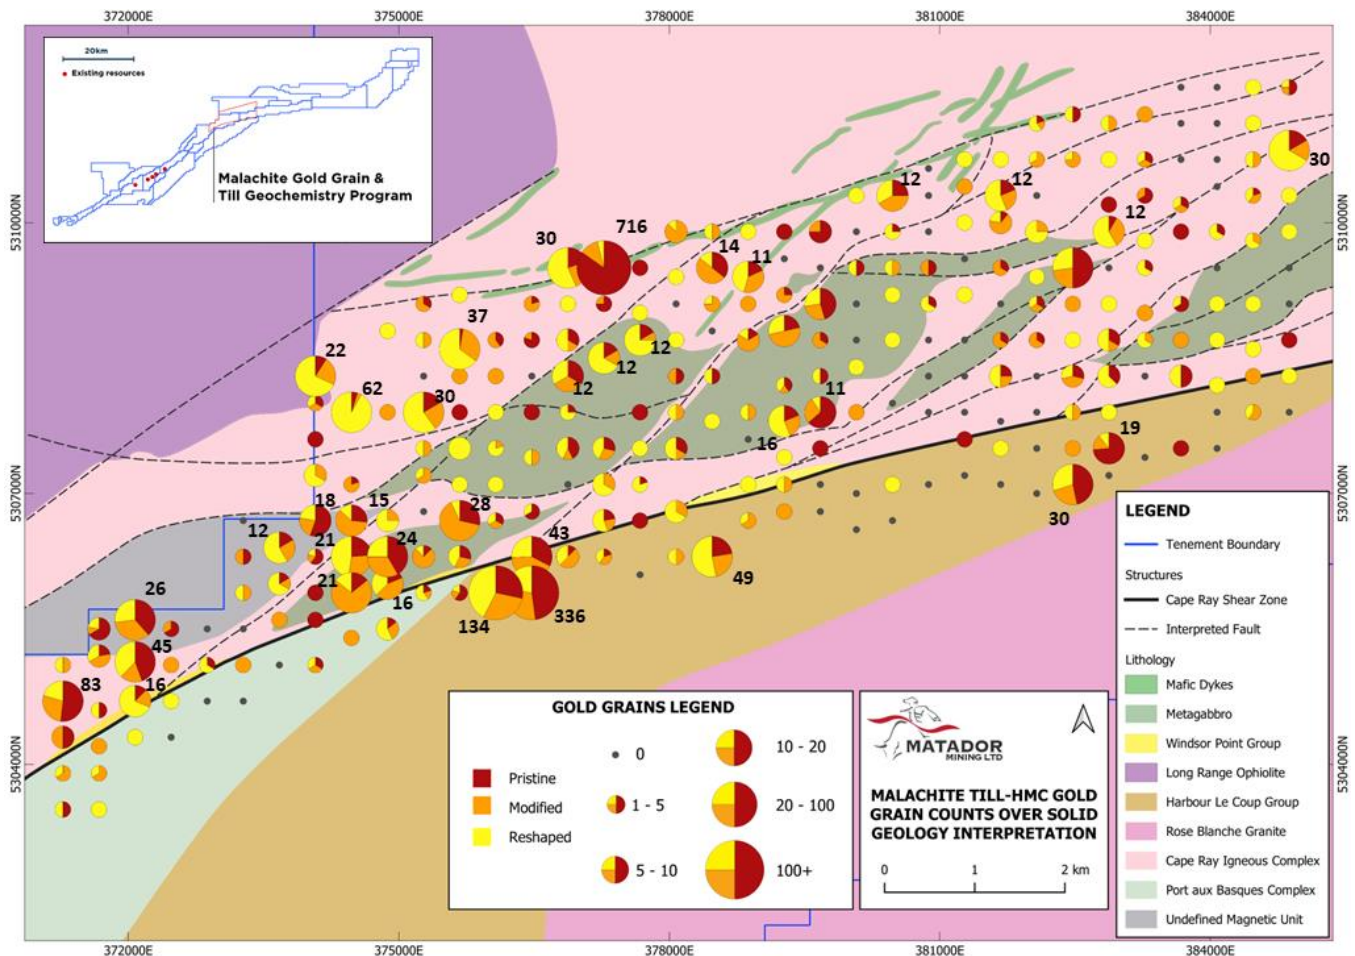 372000E 375000E 378000E 381000E 384000E
20km
Existing resources
Malachite Gold Grain &
Till Geochemistry Program
5310000N
5310000N
5307000N
5307000N
5304000N
5304000N
30
12
12
12
716
30
14
11
37
22
12
12
12
62
30
11
16
19
30
18
15
28
12
21
24
43
49
21
16
26
134
336
45
83
16
LEGEND
Tenement Boundary
Structures
Cape Ray Shear Zone
Interpreted Fault
Lithology
Mafic Dykes
Metagabbro
Windsor Point Group
Long Range Ophiolite
Harbour Le Coup Group
Rose Blanche Granite
Cape Ray Igneous Complex
Port aux Basques Complex
Undefined Magnetic Unit
GOLD GRAINS LEGEND
Pristine
Modified
Reshaped
0
1 - 5
5 - 10
10 - 20
20 - 100
100+
MATADOR
MINING LTD
MALACHITE TILL-HMC GOLD
GRAIN COUNTS OVER SOLID
GEOLOGY INTERPRETATION
0 1 2 km
372000E 375000E 378000E 381000E 384000E